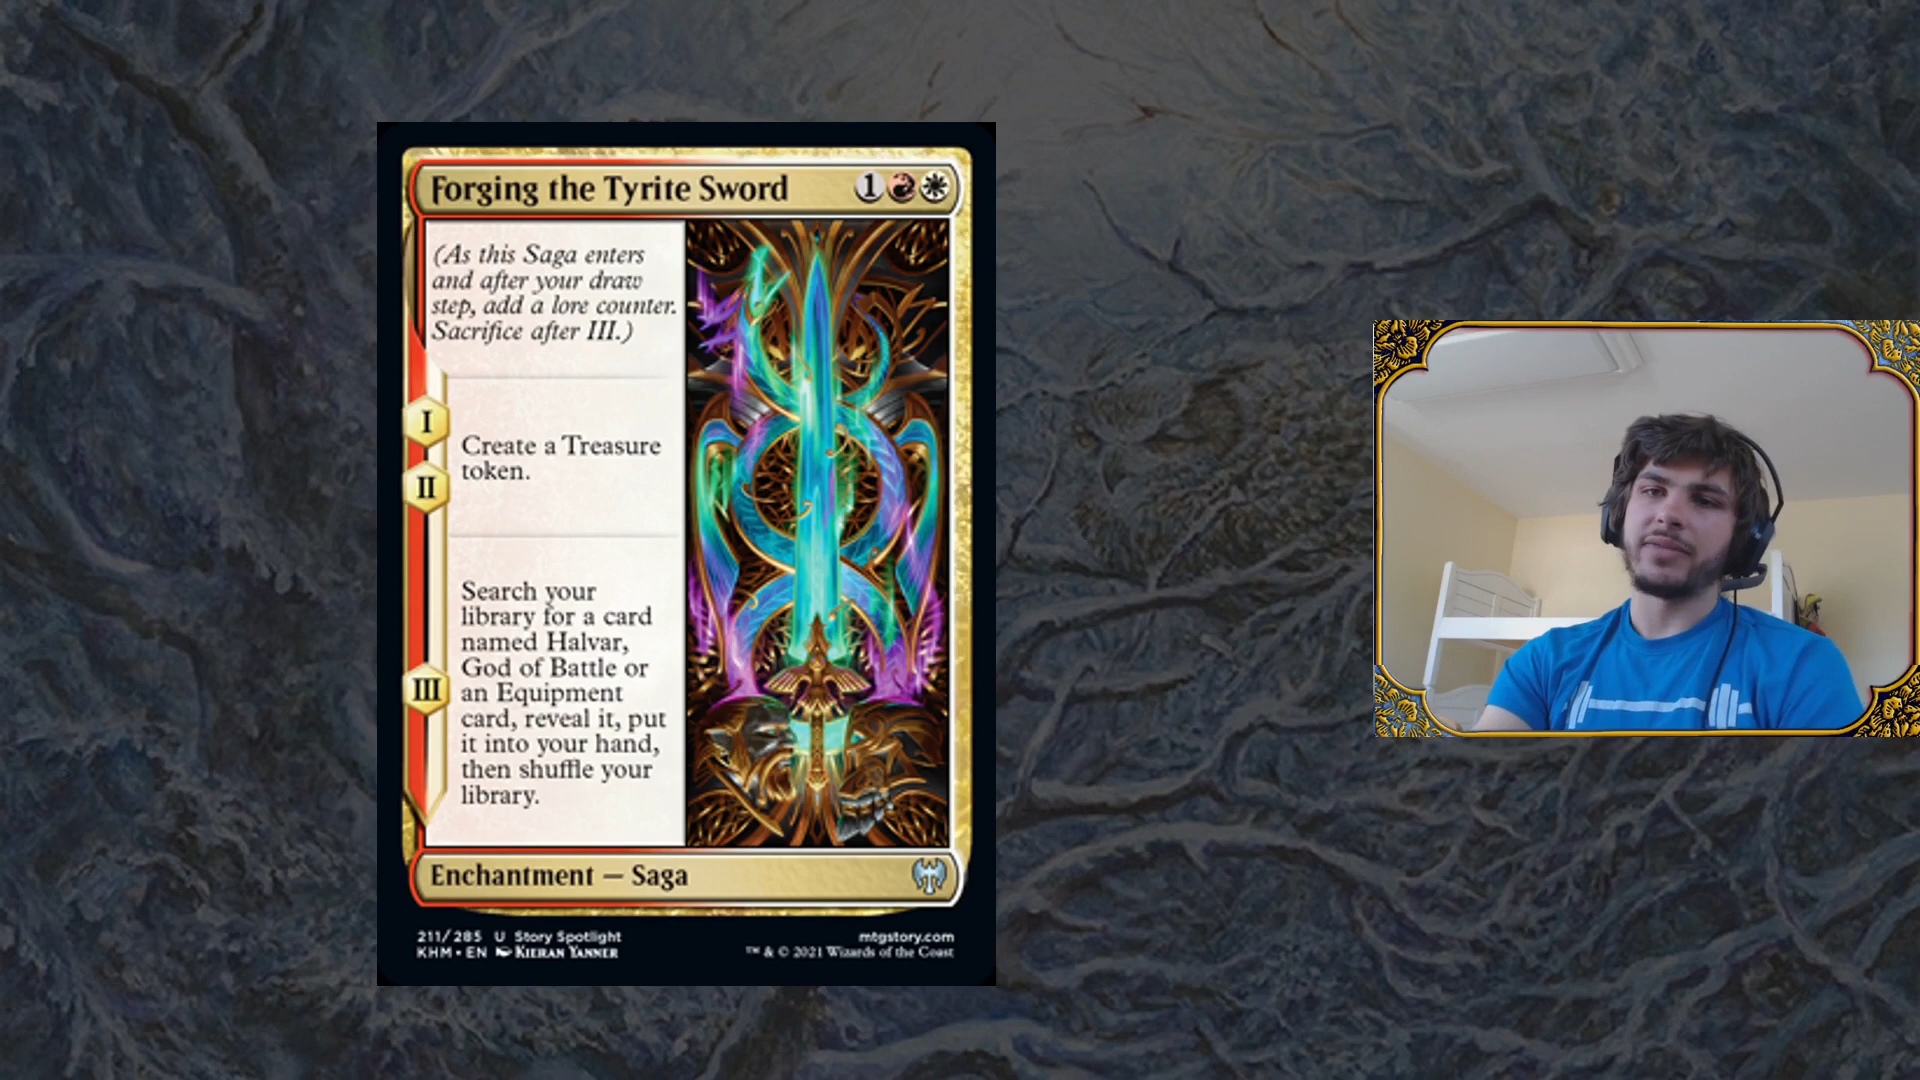 Forging the Tyrite Sword 1
(As this Saga enters
and after your draw
step, add a lore counter.
Sacrifice after III.)
I
II
Create a Treasure
token.
III
Search your
library for a card
named Halvar,
God of Battle or
an Equipment
card, reveal it, put
it into your hand,
then shuffle your
library.
Enchantment — Saga
211/285 U Story Spotlight
KHM • EN Kieran Yanner
mtgstory.com
™ & © 2021 Wizards of the Coast